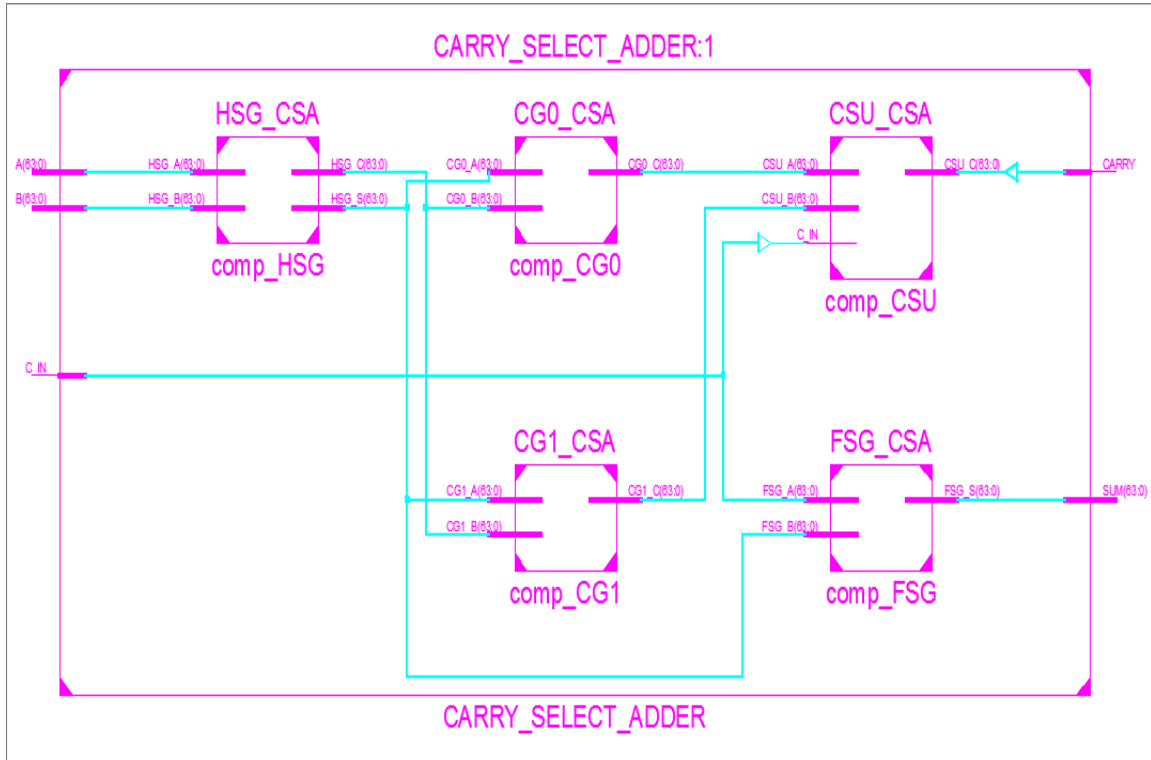 CARRY_SELECT_ADDER:1
HSG_CSA CG0_CSA CSU_CSA
A(63:0) HSG_A(63:0) HSG_C(63:0) CG0_A(63:0) CG0_C(63:0) CSU_A(63:0) CSU_C(63:0) CARRY
B(63:0) HSG_B(63:0) HSG_S(63:0) CG0_B(63:0) CSU_B(63:0)
C_IN
comp_HSG comp_CG0
comp_CSU
C_IN
CG1_CSA FSG_CSA
CG1_A(63:0) CG1_C(63:0) FSG_A(63:0) FSG_S(63:0) SUM(63:0)
CG1_B(63:0) FSG_B(63:0)
comp_CG1 comp_FSG
CARRY_SELECT_ADDER